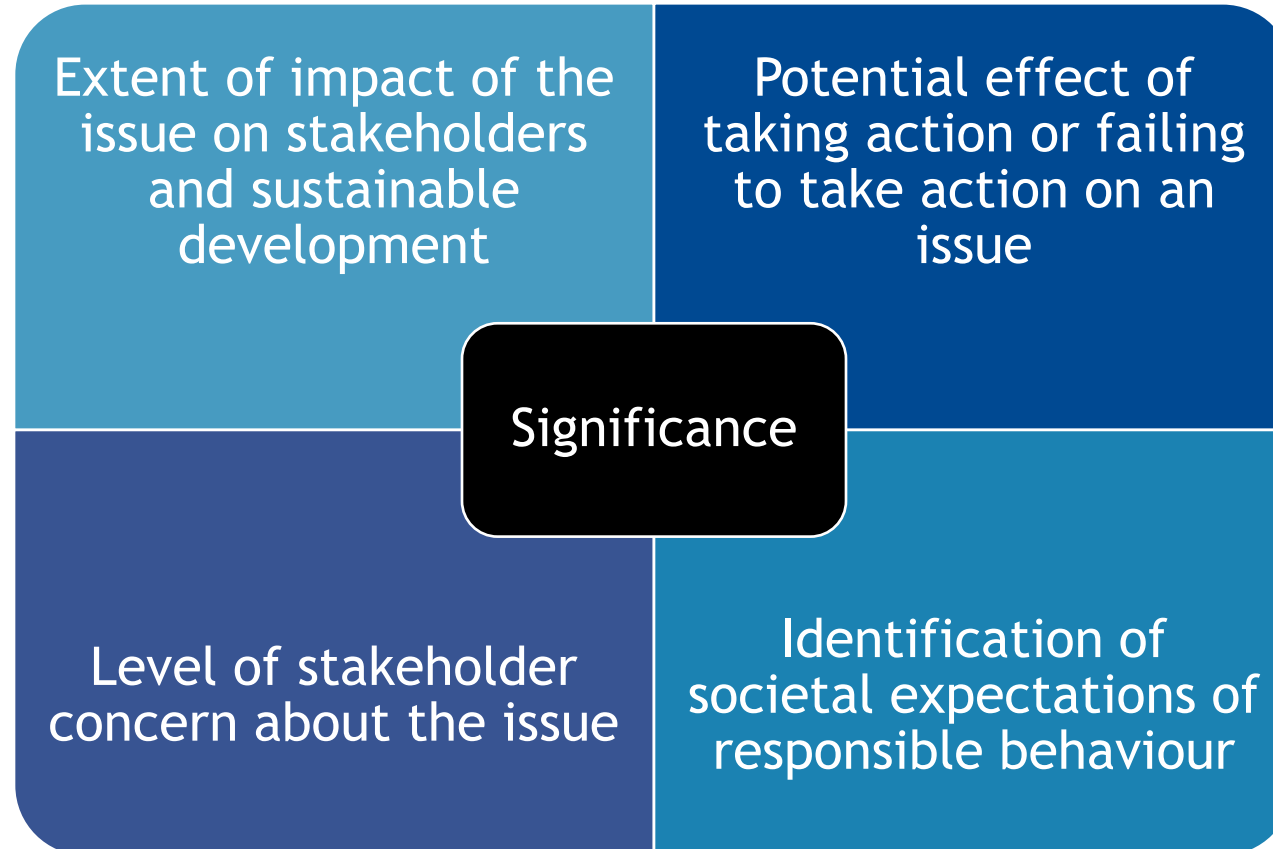 Extent of impact of the
issue on stakeholders
and sustainable
development
Potential effect of
taking action or failing
to take action on an
issue
Significance
Level of stakeholder
concern about the issue
Identification of
societal expectations of
responsible behaviour